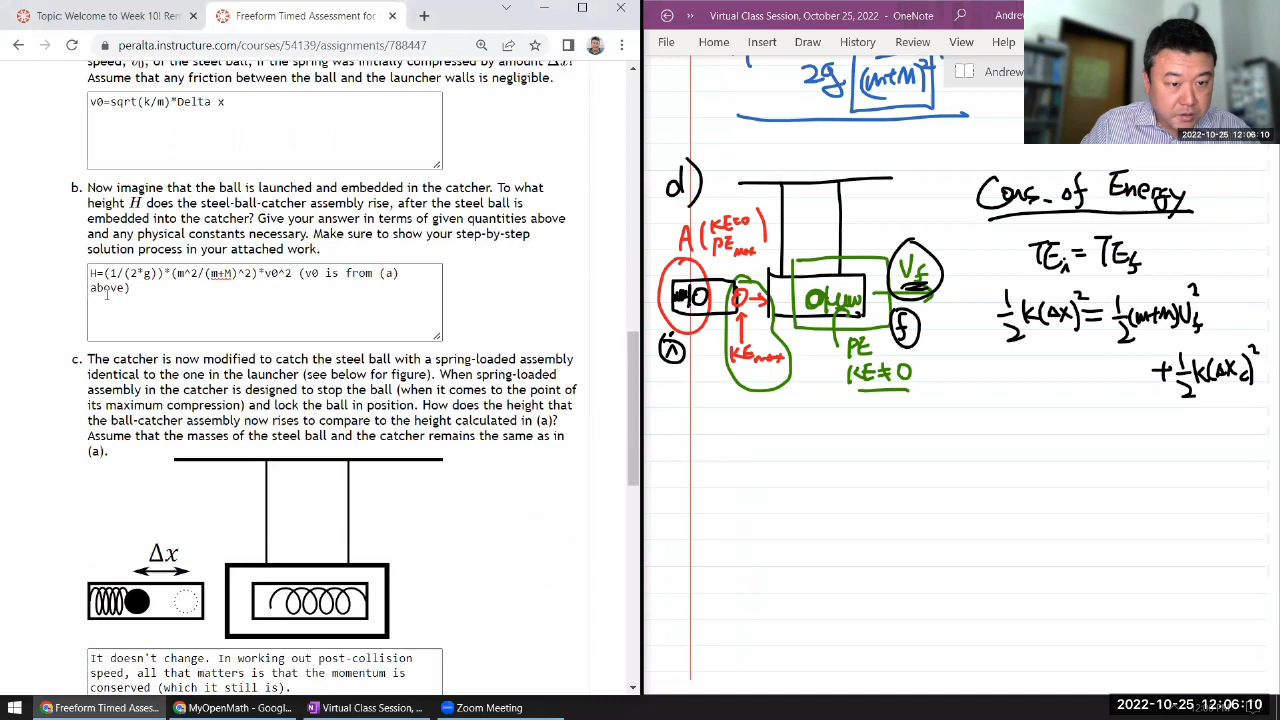 Topic: Welcome to Week 10! Rem
Freeform Timed Assessment for
peralta.instructure.com/courses/54139/assignments/788447
Assume that any friction between the ball and the launcher walls is negligible.
v0=sqrt(k/m)*Delta x
b. Now imagine that the ball is launched and embedded in the catcher. To what
height H does the steel-ball-catcher assembly rise, after the steel ball is
embedded into the catcher? Give your answer in terms of given quantities above
and any physical constants necessary. Make sure to show your step-by-step
solution process in your attached work.
H=(1/(2*g))*(m^2/(m+M)^2)*v0^2 (v0 is from (a)
above)
c. The catcher is now modified to catch the steel ball with a spring-loaded assembly
identical to the one in the launcher (see below for figure). When spring-loaded
assembly in the catcher is designed to stop the ball (when it comes to the point of
its maximum compression) and lock the ball in position. How does the height that
the ball-catcher assembly now rises to compare to the height calculated in (a)?
Assume that the masses of the steel ball and the catcher remains the same as in
(a).
Δx
It doesn't change. In working out post-collision
speed, all that matters is that the momentum is
conserved (which it still is).
Virtual Class Session, October 25, 2022 - OneNote
Andrew
File Home Insert Draw History Review View Help
Andrew
2g (m+M)²
2022-10-25 12:06:10
d)
Cons. of Energy
A (KE=0
PE max)
TEi = TEf
Vf
½k(Δx)² = ½(m+M)Vf²
f
i
KE max
PE
KE≠0
+½k(Δx₂)²
Freeform Timed Asses...
MyOpenMath - Googl...
Virtual Class Session, ...
Zoom Meeting
2022-10-25 12:06:10